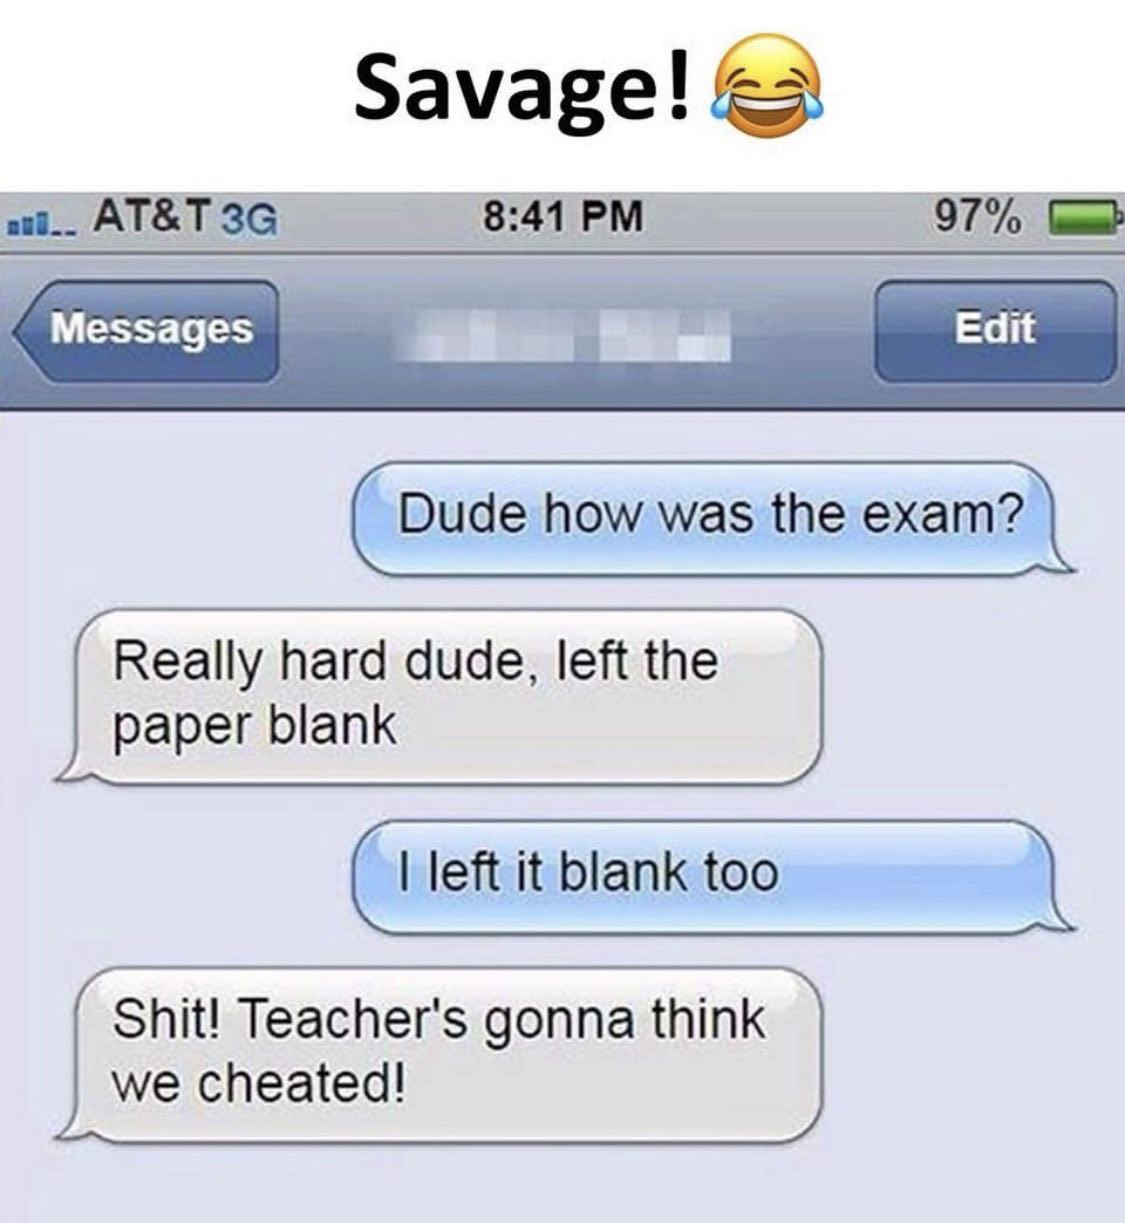 Savage! 😂
AT&T 3G 8:41 PM 97%
Messages Edit
Dude how was the exam?
Really hard dude, left the
paper blank
I left it blank too
Shit! Teacher's gonna think
we cheated!